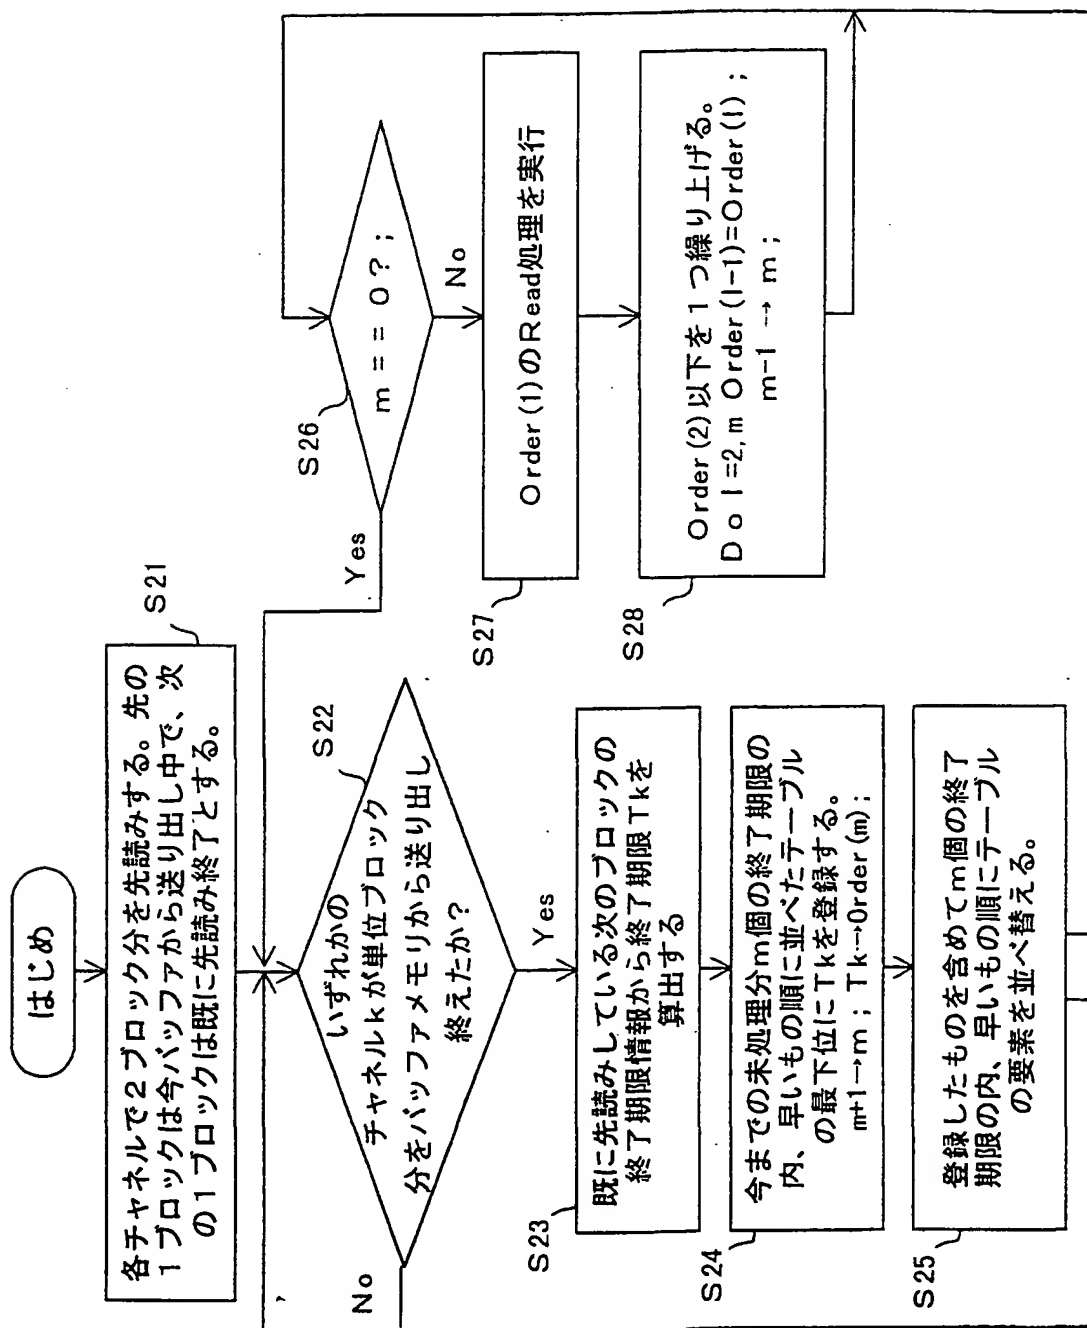 はじめ
S21
各チャネルで2ブロック分を先読みする。先の
1ブロックは今バッファから送り出し中で、次
の1ブロックは既に先読み終了とする。
S22
いずれかの
チャネルkが単位ブロック
分をバッファメモリから送り出し
終えたか?
No
Yes
S23
既に先読みしている次のブロックの
終了期限情報から終了期限Tkを
算出する
S24
今までの未処理分m個の終了期限の
内、早いもの順に並べたテーブル
の最下位にTkを登録する。
m+1→m; Tk→Order(m);
S25
登録したものを含めてm個の終了
期限の内、早いもの順にテーブル
の要素を並べ替える。
S26
m==0?;
Yes
No
S27
Order(1)のRead処理を実行
S28
Order(2)以下を1つ繰り上げる。
Do l=2,m Order(l-1)=Order(l);
m-1→m;